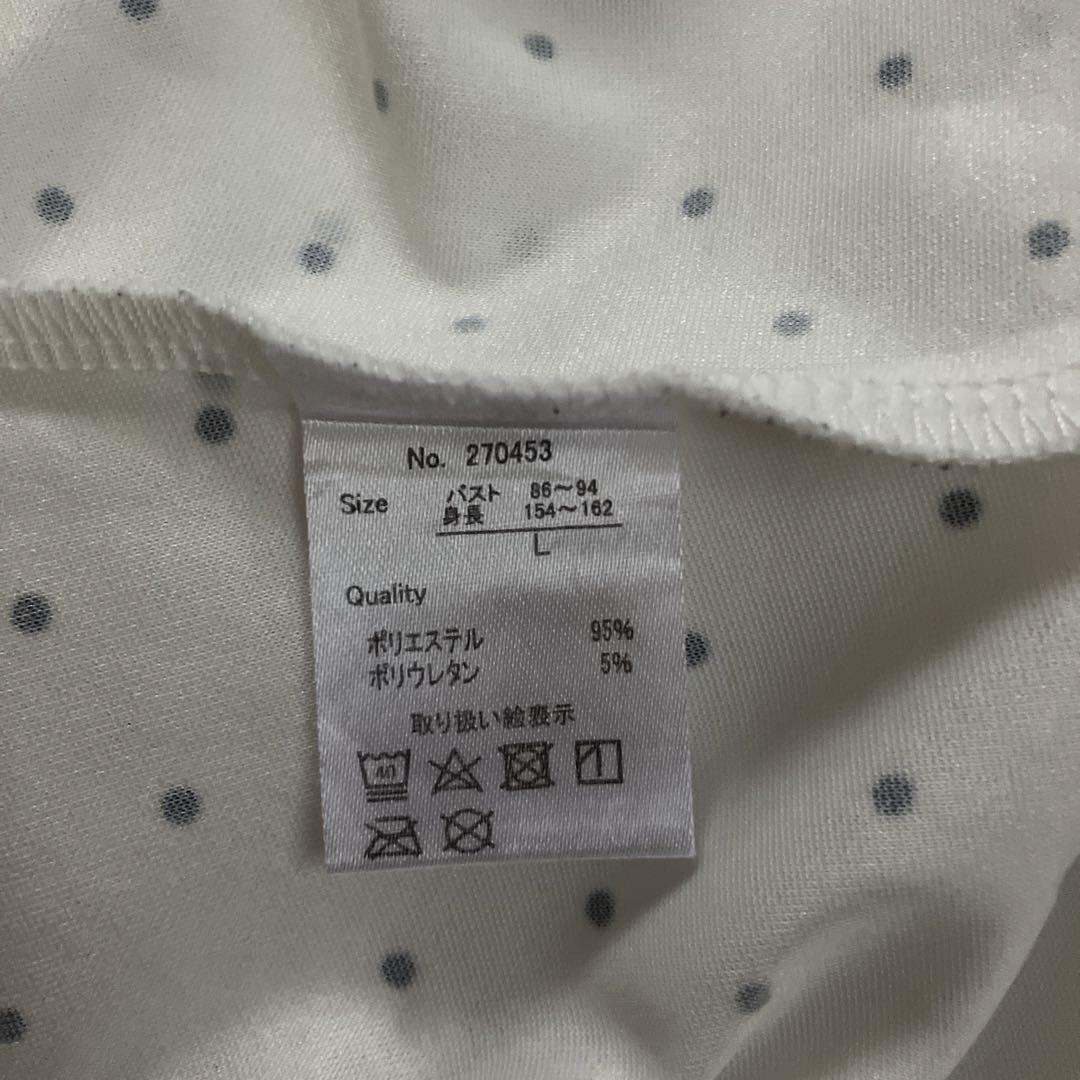 No. 270453
Size バスト 86～94
身長 154～162
L
Quality
ポリエステル 95%
ポリウレタン 5%
取り扱い絵表示
40